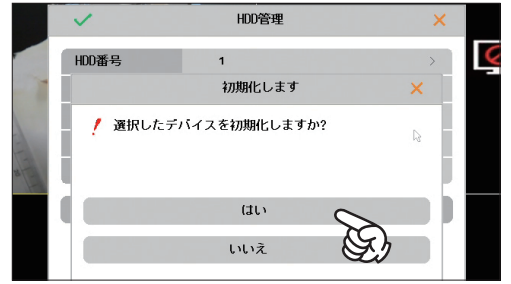 HDD管理
HDD番号 1
初期化します
選択したデバイスを初期化しますか?
はい
いいえ